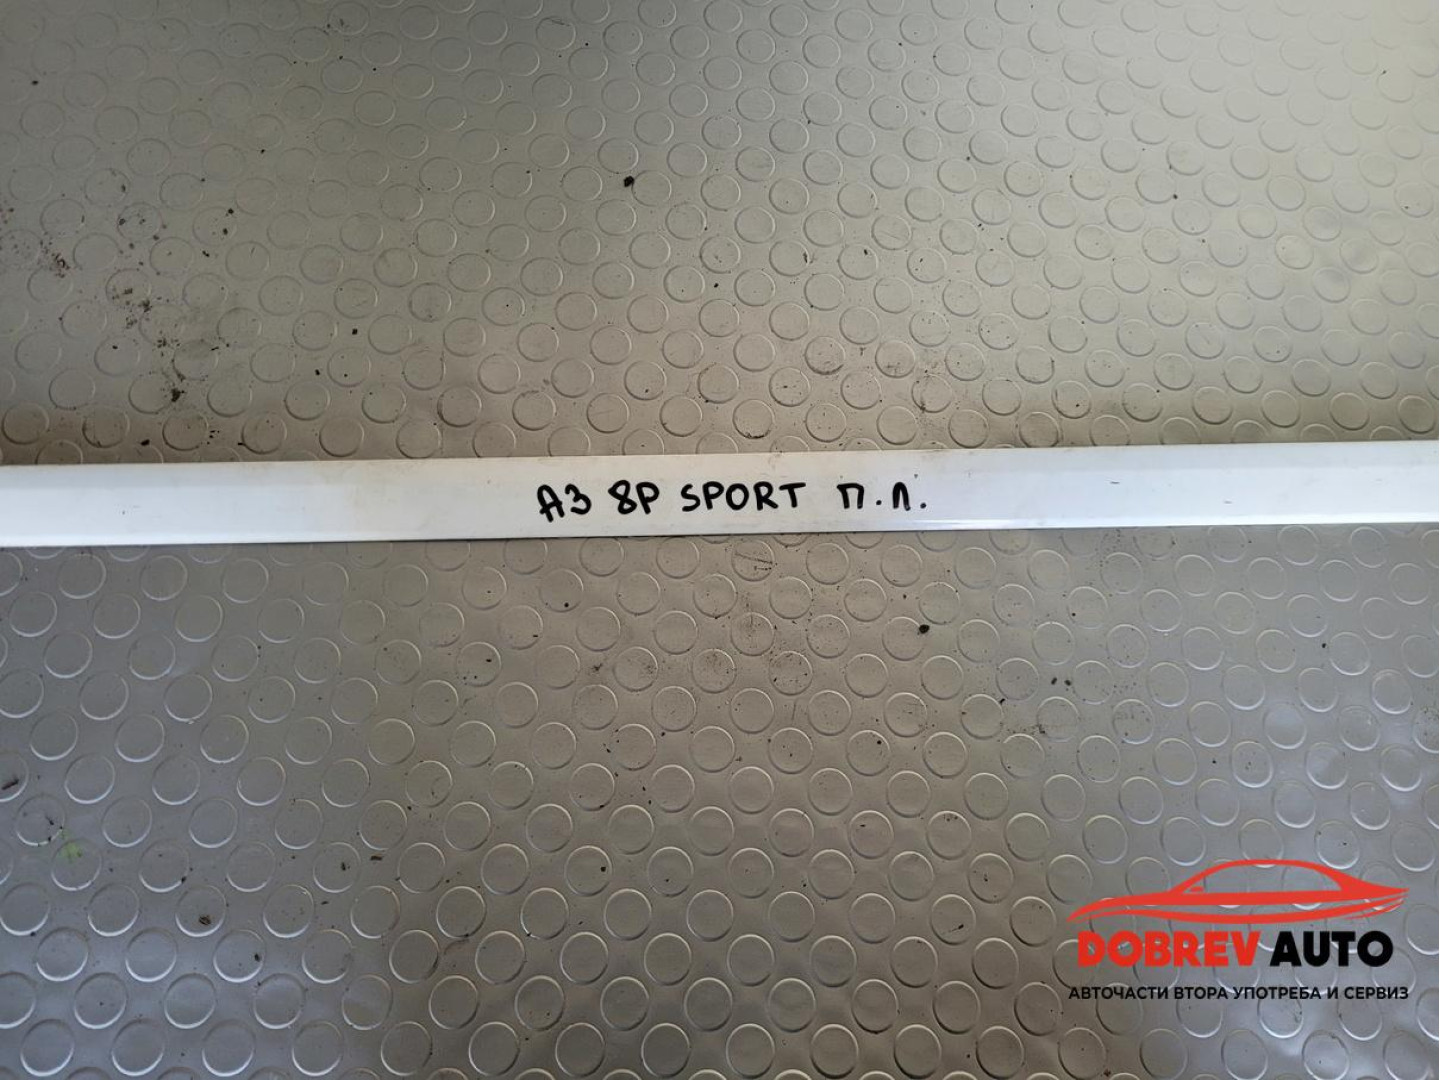 A3 8P SPORT П.Л.
DOBREV AUTO
АВТОЧАСТИ ВТОРА УПОТРЕБА И СЕРВИЗ